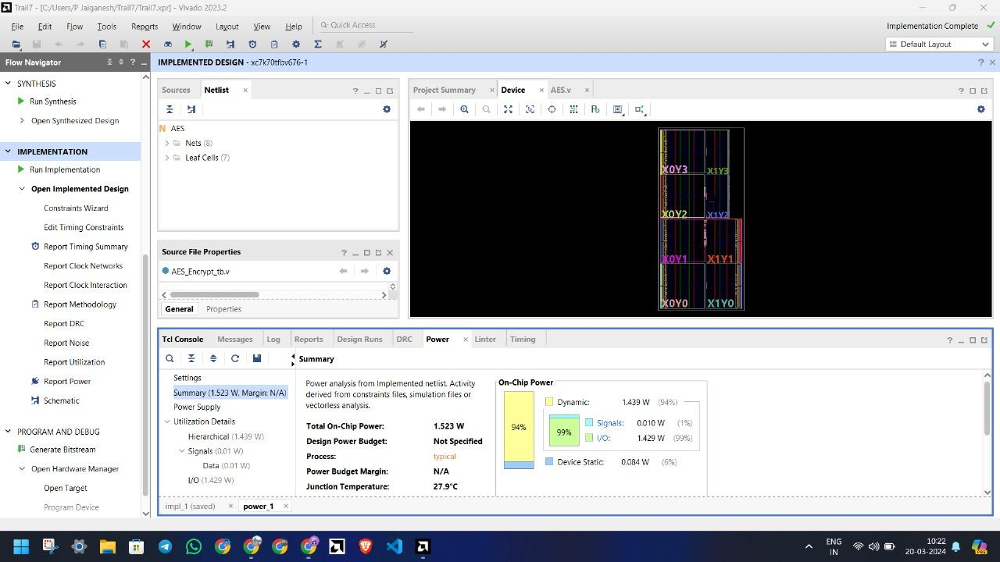 Trail7 - [C:/Users/P Jaiganesh/Trail7/Trail7.xpr] - Vivado 2023.2
File Edit Flow Tools Reports Window Layout View Help Quick Access
Implementation Complete
Default Layout
Flow Navigator
IMPLEMENTED DESIGN - xc7k70tfbv676-1
SYNTHESIS
Run Synthesis
Open Synthesized Design
IMPLEMENTATION
Run Implementation
Open Implemented Design
Constraints Wizard
Edit Timing Constraints
Report Timing Summary
Report Clock Networks
Report Clock Interaction
Report Methodology
Report DRC
Report Noise
Report Utilization
Report Power
Schematic
PROGRAM AND DEBUG
Generate Bitstream
Open Hardware Manager
Open Target
Program Device
Sources Netlist
N AES
Nets (8)
Leaf Cells (7)
Source File Properties
AES_Encrypt_tb.v
General Properties
Project Summary Device AES.v
X0Y3 X1Y3
X0Y2 X1Y2
X0Y1 X1Y1
X0Y0 X1Y0
Tcl Console Messages Log Reports Design Runs DRC Power Linter Timing
Summary
Settings
Summary (1.523 W, Margin: N/A)
Power Supply
Utilization Details
Hierarchical (1.439 W)
Signals (0.01 W)
Data (0.01 W)
I/O (1.429 W)
Power analysis from Implemented netlist. Activity
derived from constraints files, simulation files or
vectorless analysis.
Total On-Chip Power: 1.523 W
Design Power Budget: Not Specified
Process: typical
Power Budget Margin: N/A
Junction Temperature: 27.9°C
On-Chip Power
94%
99%
Dynamic: 1.439 W (94%)
Signals: 0.010 W (1%)
I/O: 1.429 W (99%)
Device Static: 0.084 W (6%)
impl_1 (saved) power_1
ENG
IN
10:22
20-03-2024
PRE